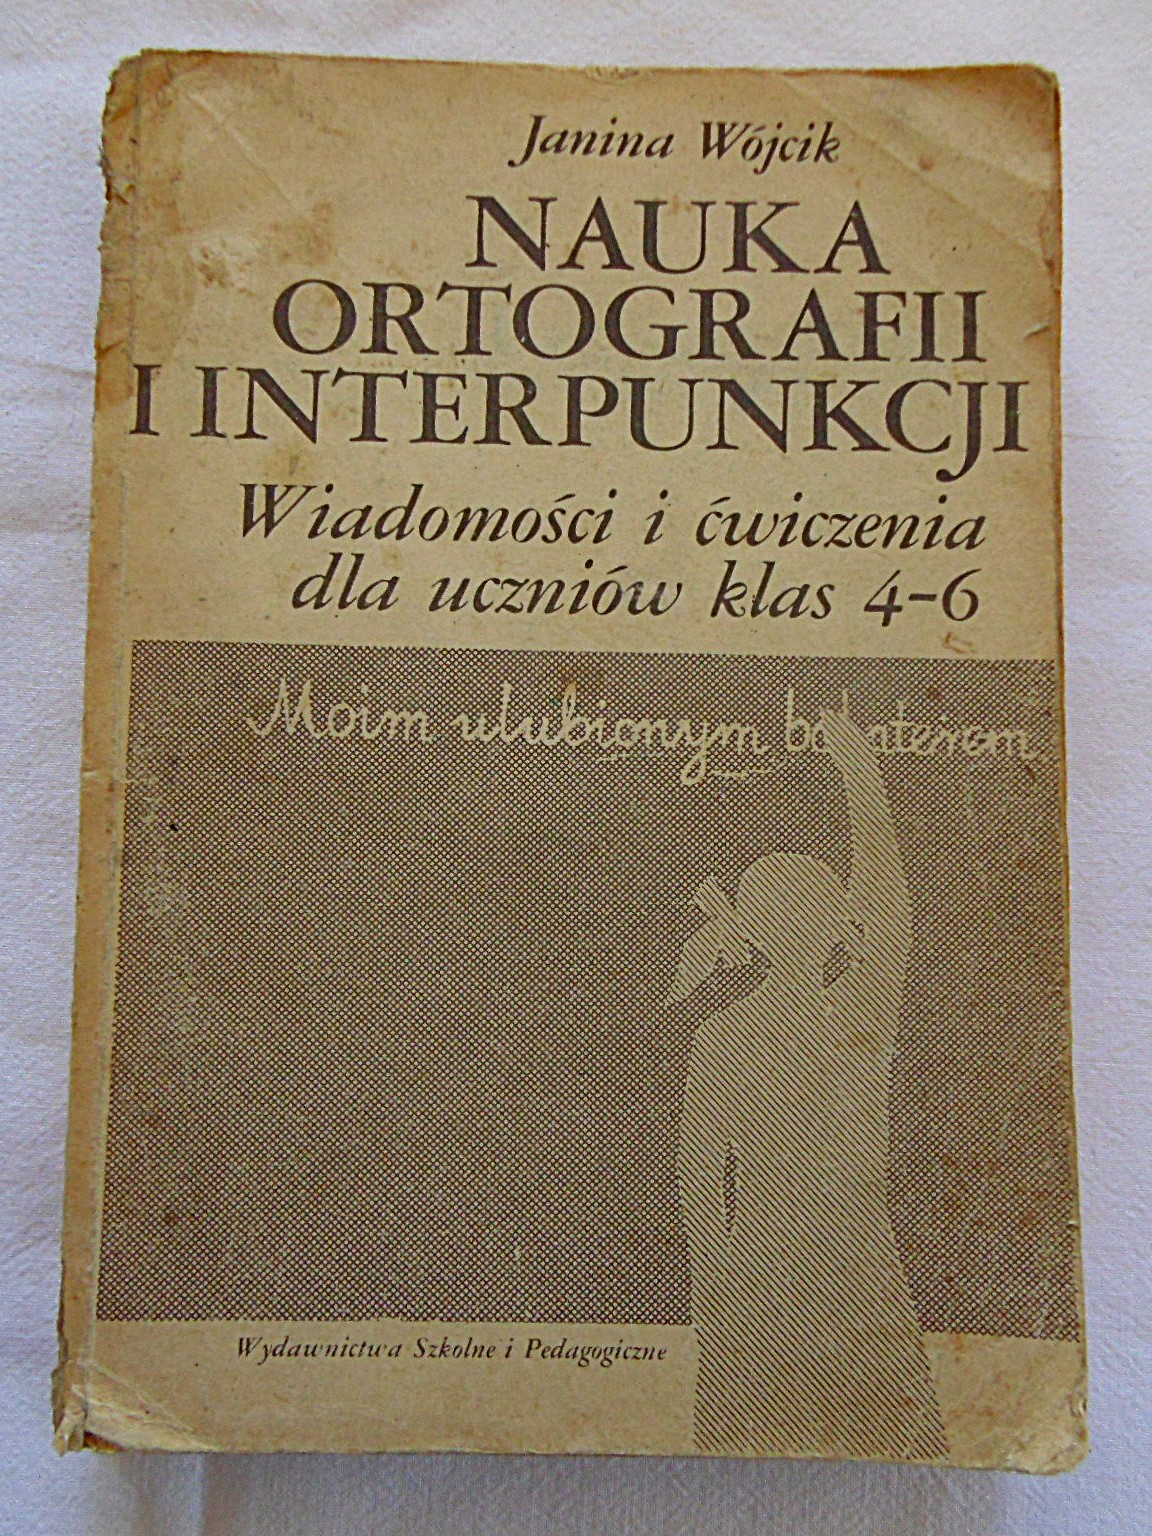 Janina Wójcik
NAUKA
ORTOGRAFII
I INTERPUNKCJI
Wiadomości i ćwiczenia
dla uczniów klas 4-6
Moim ulubionym
Wydawnictwa Szkolne i Pedagogiczne